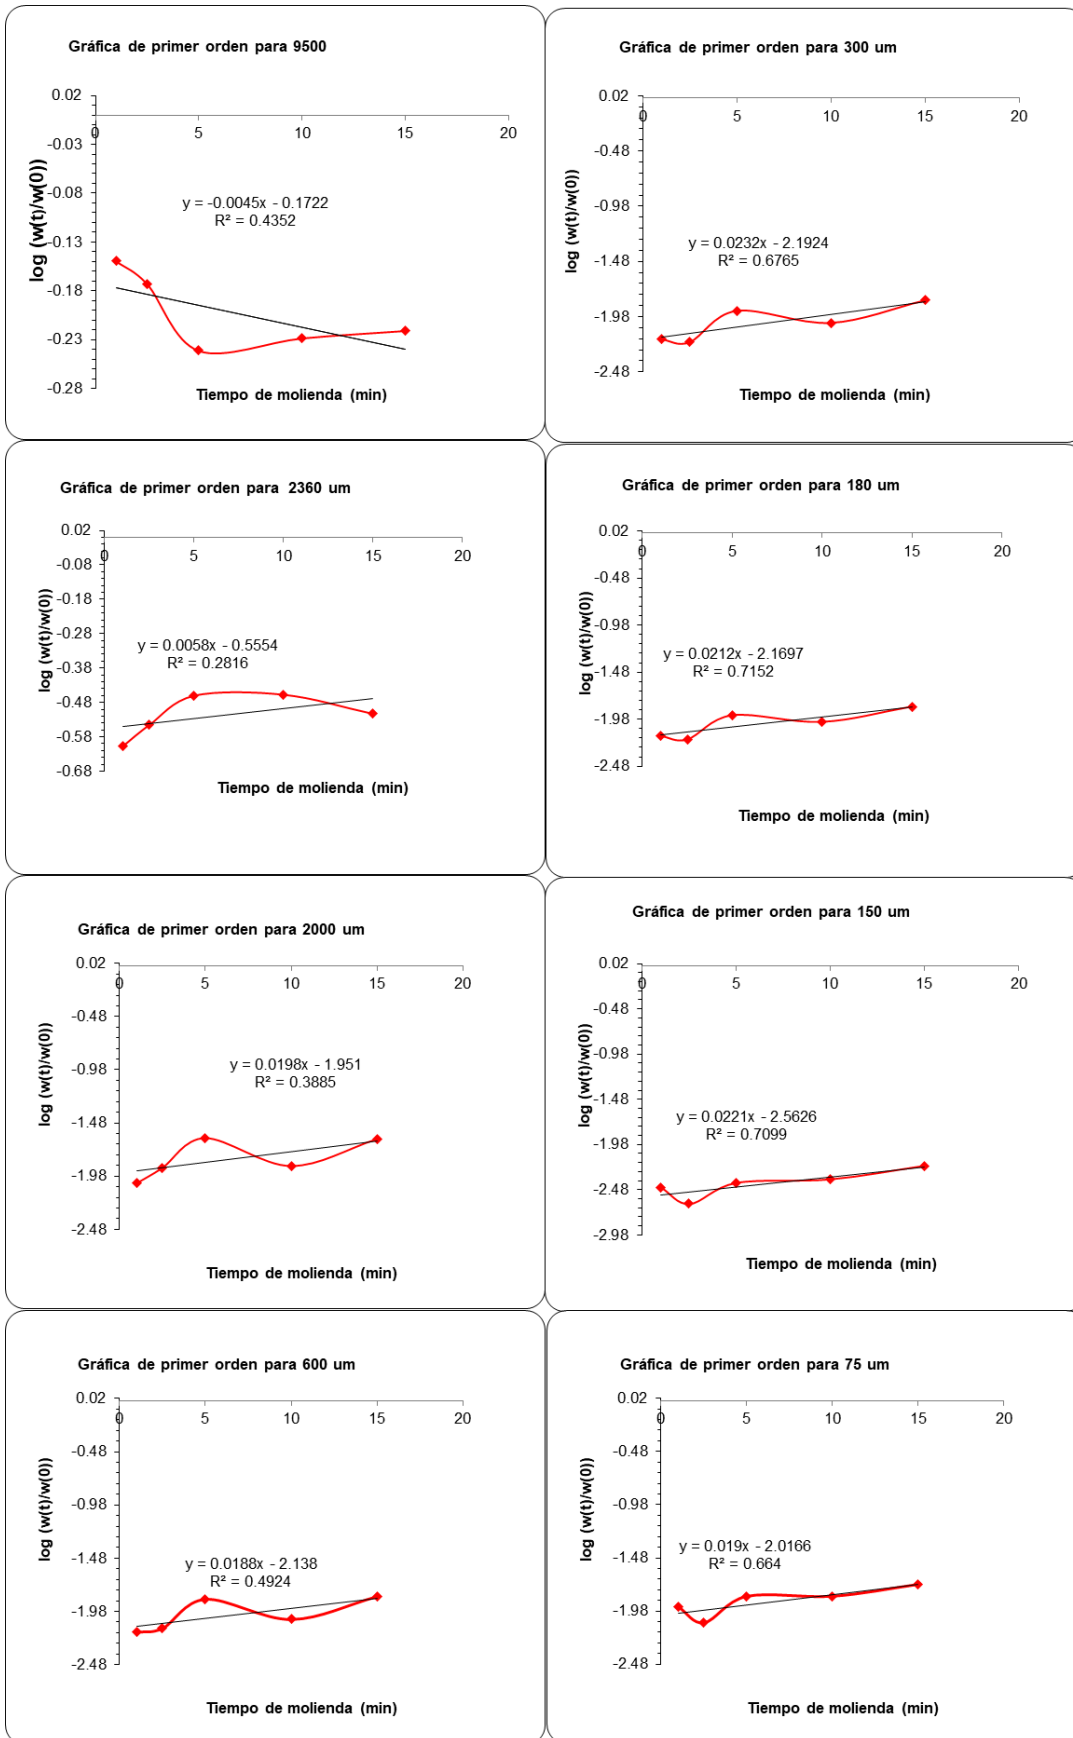 Gráfica de primer orden para 9500
0.02
0 5 10 15 20
-0.03
-0.08
-0.13
-0.18
-0.23
-0.28
log (w(t)/w(0))
y = -0.0045x - 0.1722
R² = 0.4352
Tiempo de molienda (min)
Gráfica de primer orden para 300 um
0.02
0 5 10 15 20
-0.48
-0.98
-1.48
-1.98
-2.48
log (w(t)/w(0))
y = 0.0232x - 2.1924
R² = 0.6765
Tiempo de molienda (min)
Gráfica de primer orden para 2360 um
0.02
0 5 10 15 20
-0.08
-0.18
-0.28
-0.38
-0.48
-0.58
-0.68
log (w(t)/w(0))
y = 0.0058x - 0.5554
R² = 0.2816
Tiempo de molienda (min)
Gráfica de primer orden para 180 um
0.02
0 5 10 15 20
-0.48
-0.98
-1.48
-1.98
-2.48
log (w(t)/w(0))
y = 0.0212x - 2.1697
R² = 0.7152
Tiempo de molienda (min)
Gráfica de primer orden para 2000 um
0.02
0 5 10 15 20
-0.48
-0.98
-1.48
-1.98
-2.48
log (w(t)/w(0))
y = 0.0198x - 1.951
R² = 0.3885
Tiempo de molienda (min)
Gráfica de primer orden para 150 um
0.02
0 5 10 15 20
-0.48
-0.98
-1.48
-1.98
-2.48
-2.98
log (w(t)/w(0))
y = 0.0221x - 2.5626
R² = 0.7099
Tiempo de molienda (min)
Gráfica de primer orden para 600 um
0.02
0 5 10 15 20
-0.48
-0.98
-1.48
-1.98
-2.48
log (w(t)/w(0))
y = 0.0188x - 2.138
R² = 0.4924
Tiempo de molienda (min)
Gráfica de primer orden para 75 um
0.02
0 5 10 15 20
-0.48
-0.98
-1.48
-1.98
-2.48
log (w(t)/w(0))
y = 0.019x - 2.0166
R² = 0.664
Tiempo de molienda (min)